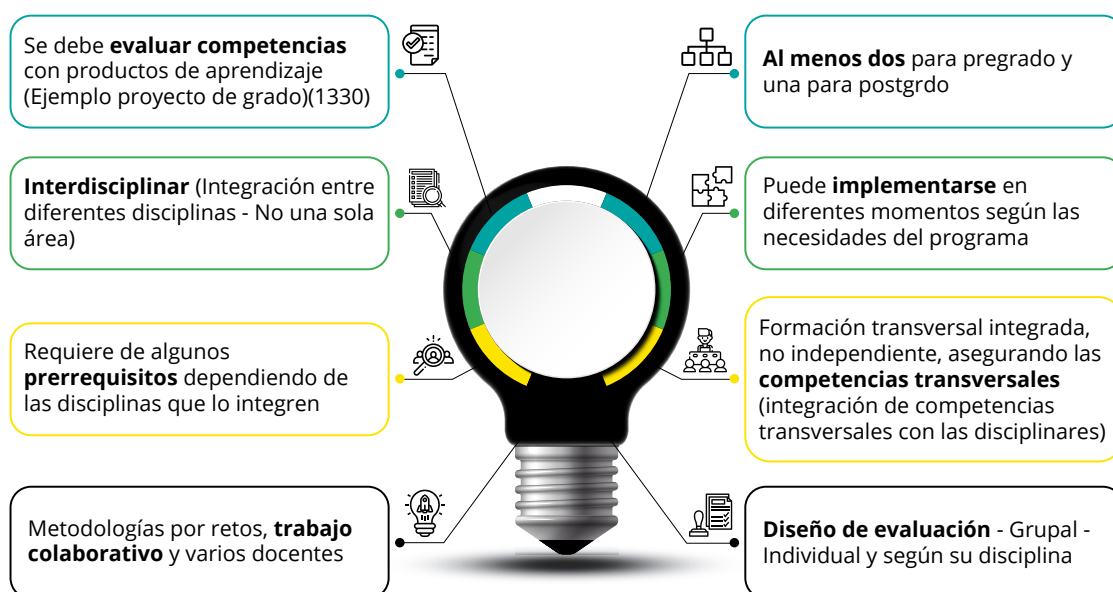 Se debe evaluar competencias
con productos de aprendizaje
(Ejemplo proyecto de grado)(1330)
Al menos dos para pregrado y
una para postgrdo
Interdisciplinar (Integración entre
diferentes disciplinas - No una sola
área)
Puede implementarse en
diferentes momentos según las
necesidades del programa
Requiere de algunos
prerrequisitos dependiendo de
las disciplinas que lo integren
Formación transversal integrada,
no independiente, asegurando las
competencias transversales
(integración de competencias
transversales con las disciplinares)
Metodologías por retos, trabajo
colaborativo y varios docentes
Diseño de evaluación - Grupal -
Individual y según su disciplina